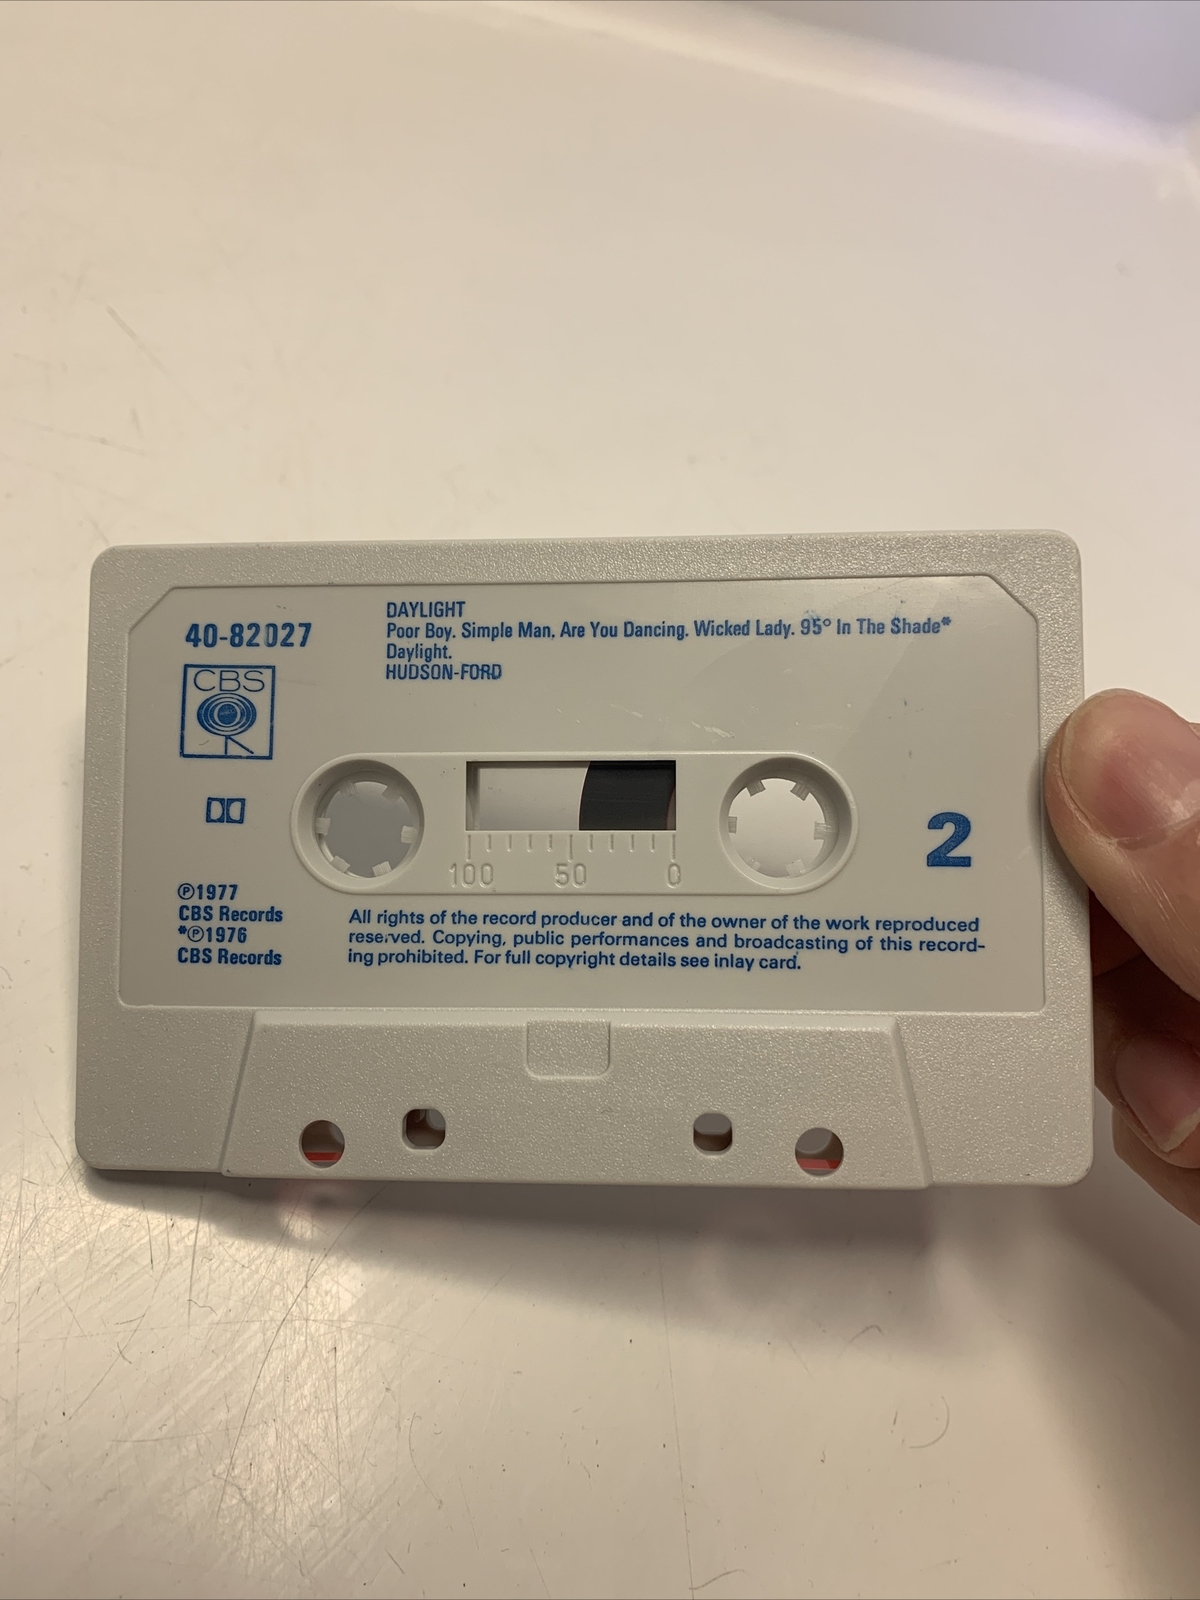 40-82027
DAYLIGHT
Poor Boy. Simple Man. Are You Dancing. Wicked Lady. 95° In The Shade*
Daylight.
HUDSON-FORD
CBS
2
100 50 0
Ⓟ1977
CBS Records
*Ⓟ1976
CBS Records
All rights of the record producer and of the owner of the work reproduced
reserved. Copying, public performances and broadcasting of this record-
ing prohibited. For full copyright details see inlay card.